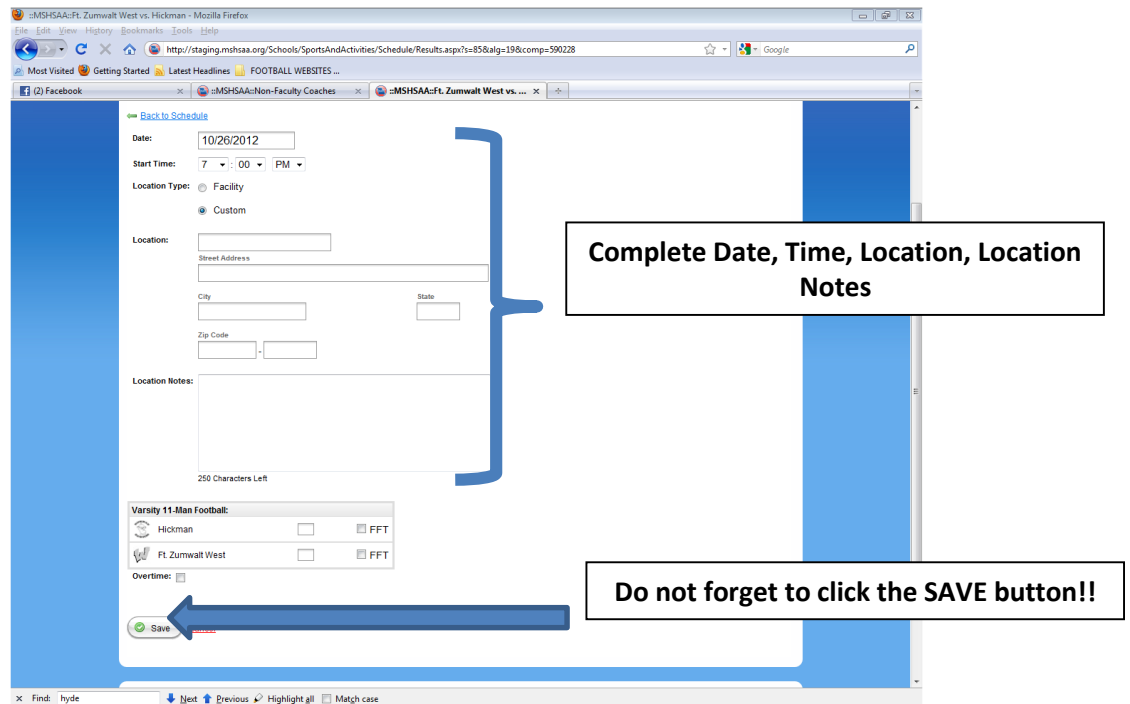 ::MSHSAA::Ft. Zumwalt West vs. Hickman - Mozilla Firefox
File Edit View History Bookmarks Tools Help
http://staging.mshsaa.org/Schools/SportsAndActivities/Schedule/Results.aspx?s=85&alg=19&comp=590228
Google
Most Visited Getting Started Latest Headlines FOOTBALL WEBSITES ...
(2) Facebook ::MSHSAA::Non-Faculty Coaches ::MSHSAA::Ft. Zumwalt West vs. ...
Back to Schedule
Date: 10/26/2012
Start Time: 7 : 00 PM
Location Type: Facility
Custom
Location:
Street Address
City State
Zip Code
-
Location Notes:
250 Characters Left
Complete Date, Time, Location, Location
Notes
Varsity 11-Man Football:
Hickman FFT
Ft. Zumwalt West FFT
Overtime:
Do not forget to click the SAVE button!!
Save
Find: hyde Next Previous Highlight all Match case